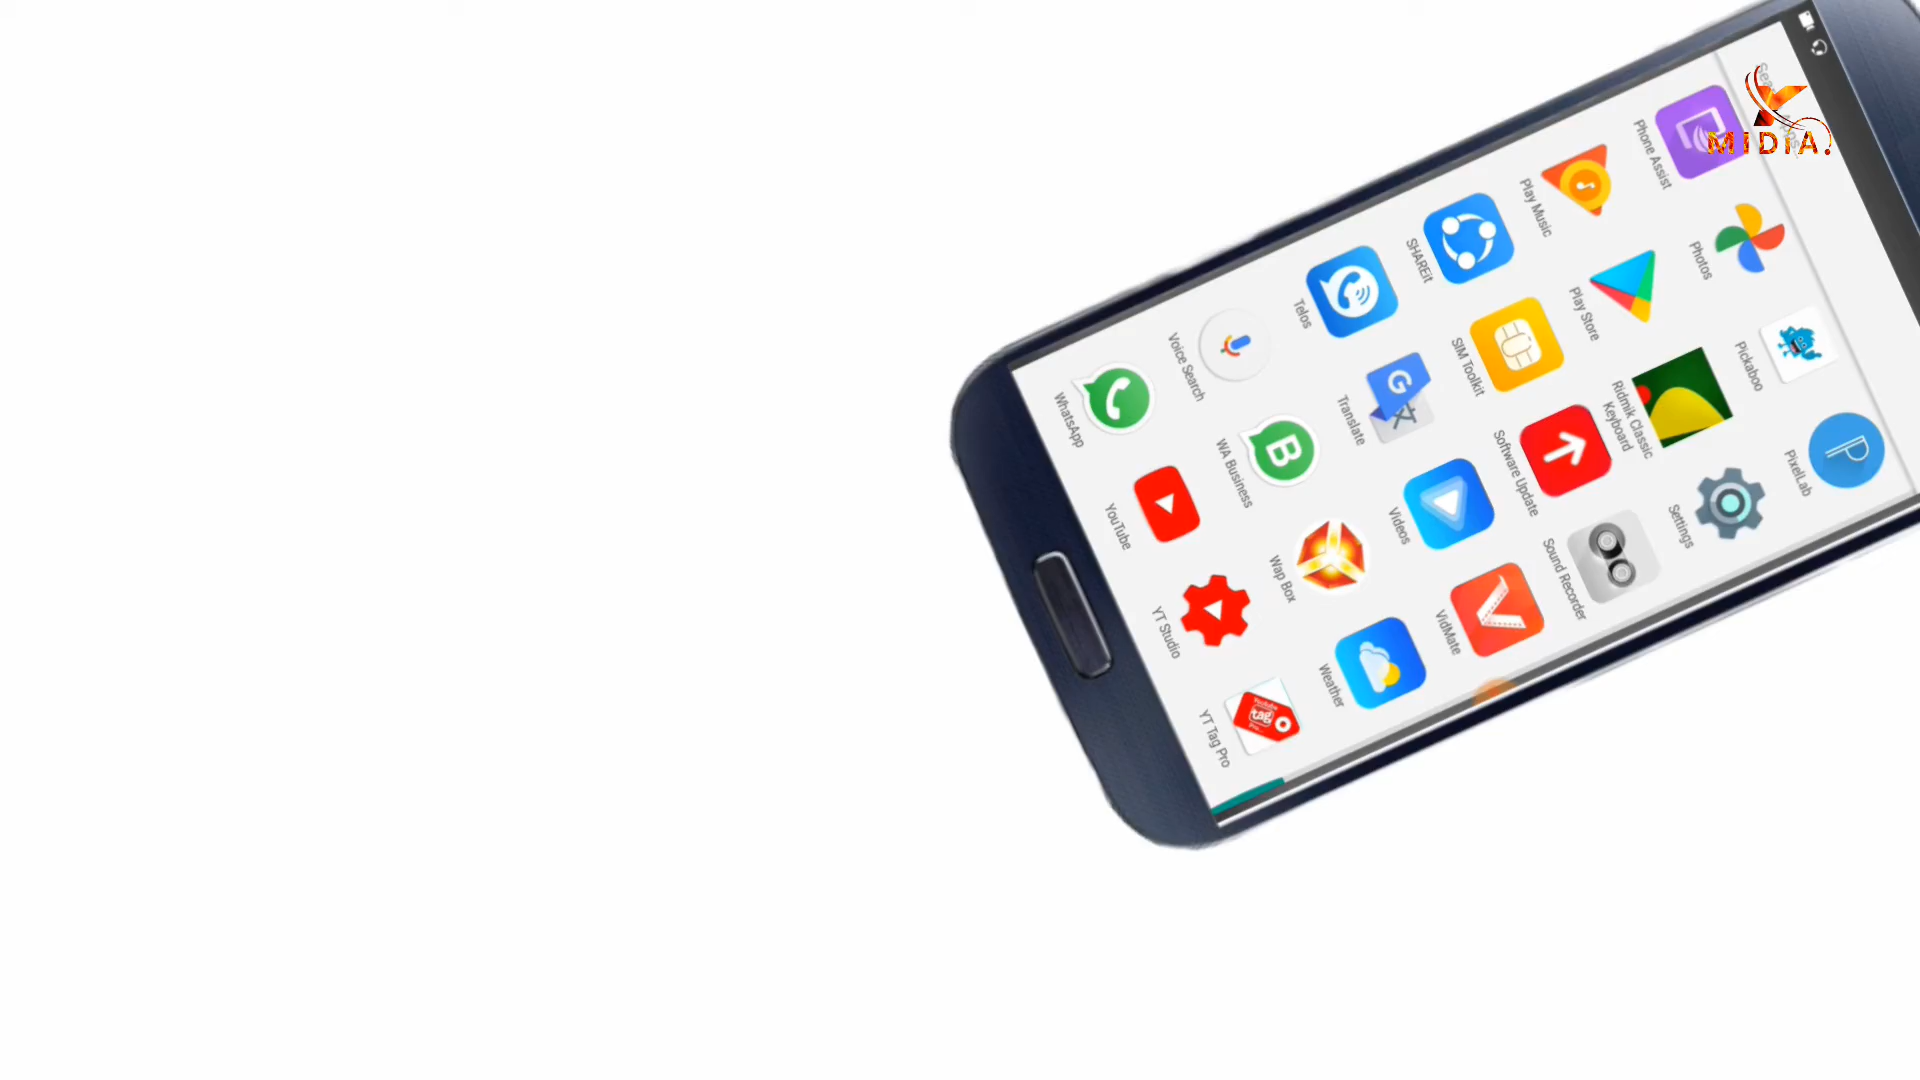 MIDIA.
Phone Assist
Photos
Pickaboo
PixelLab
Play Music
Play Store
Ridmik Classic
Keyboard
Settings
SHAREit
SIM Toolkit
Software Update
Sound Recorder
Telos
Translate
Videos
VidMate
Voice Search
WA Business
Wap Box
Weather
WhatsApp
YouTube
YT Studio
YT Tag Pro
tag